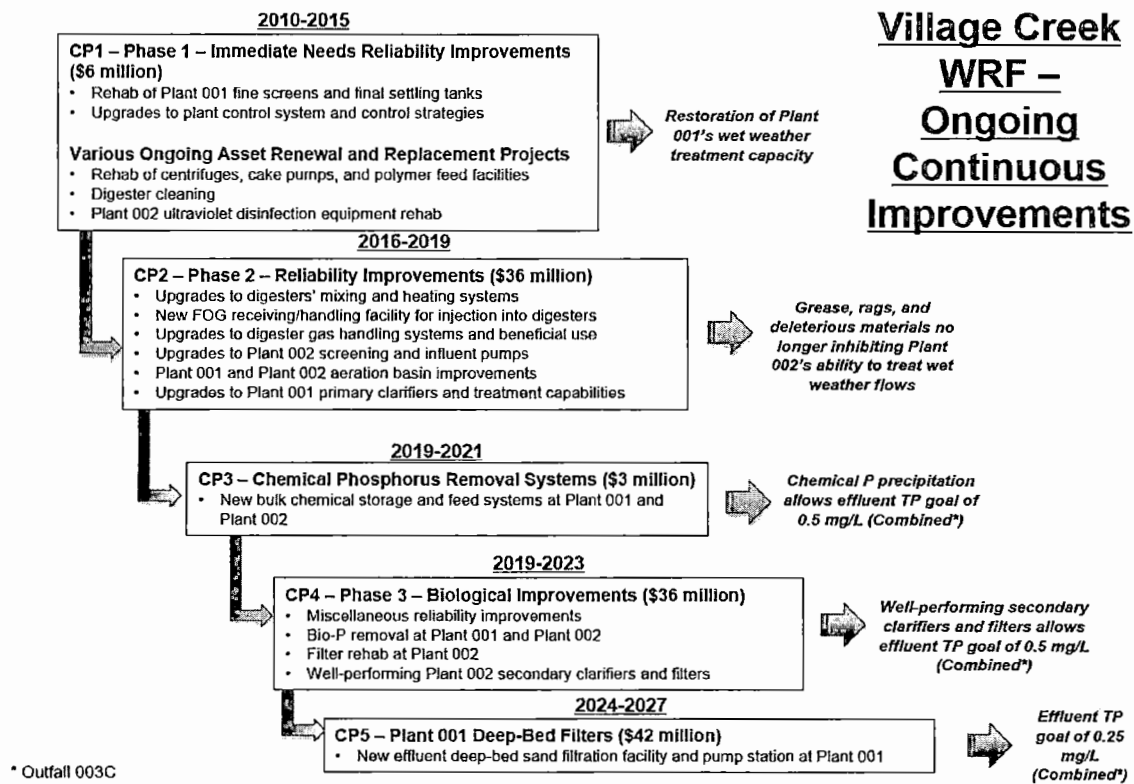 Village Creek
WRF –
Ongoing
Continuous
Improvements
2010-2015
CP1 – Phase 1 – Immediate Needs Reliability Improvements
($6 million)
• Rehab of Plant 001 fine screens and final settling tanks
• Upgrades to plant control system and control strategies
Various Ongoing Asset Renewal and Replacement Projects
• Rehab of centrifuges, cake pumps, and polymer feed facilities
• Digester cleaning
• Plant 002 ultraviolet disinfection equipment rehab
Restoration of Plant
001's wet weather
treatment capacity
2016-2019
CP2 – Phase 2 – Reliability Improvements ($36 million)
• Upgrades to digesters' mixing and heating systems
• New FOG receiving/handling facility for injection into digesters
• Upgrades to digester gas handling systems and beneficial use
• Upgrades to Plant 002 screening and influent pumps
• Plant 001 and Plant 002 aeration basin improvements
• Upgrades to Plant 001 primary clarifiers and treatment capabilities
Grease, rags, and
deleterious materials no
longer inhibiting Plant
002's ability to treat wet
weather flows
2019-2021
CP3 – Chemical Phosphorus Removal Systems ($3 million)
• New bulk chemical storage and feed systems at Plant 001 and
Plant 002
Chemical P precipitation
allows effluent TP goal of
0.5 mg/L (Combined*)
2019-2023
CP4 – Phase 3 – Biological Improvements ($36 million)
• Miscellaneous reliability improvements
• Bio-P removal at Plant 001 and Plant 002
• Filter rehab at Plant 002
• Well-performing Plant 002 secondary clarifiers and filters
Well-performing secondary
clarifiers and filters allows
effluent TP goal of 0.5 mg/L
(Combined*)
2024-2027
CP5 – Plant 001 Deep-Bed Filters ($42 million)
• New effluent deep-bed sand filtration facility and pump station at Plant 001
Effluent TP
goal of 0.25
mg/L
(Combined*)
* Outfall 003C